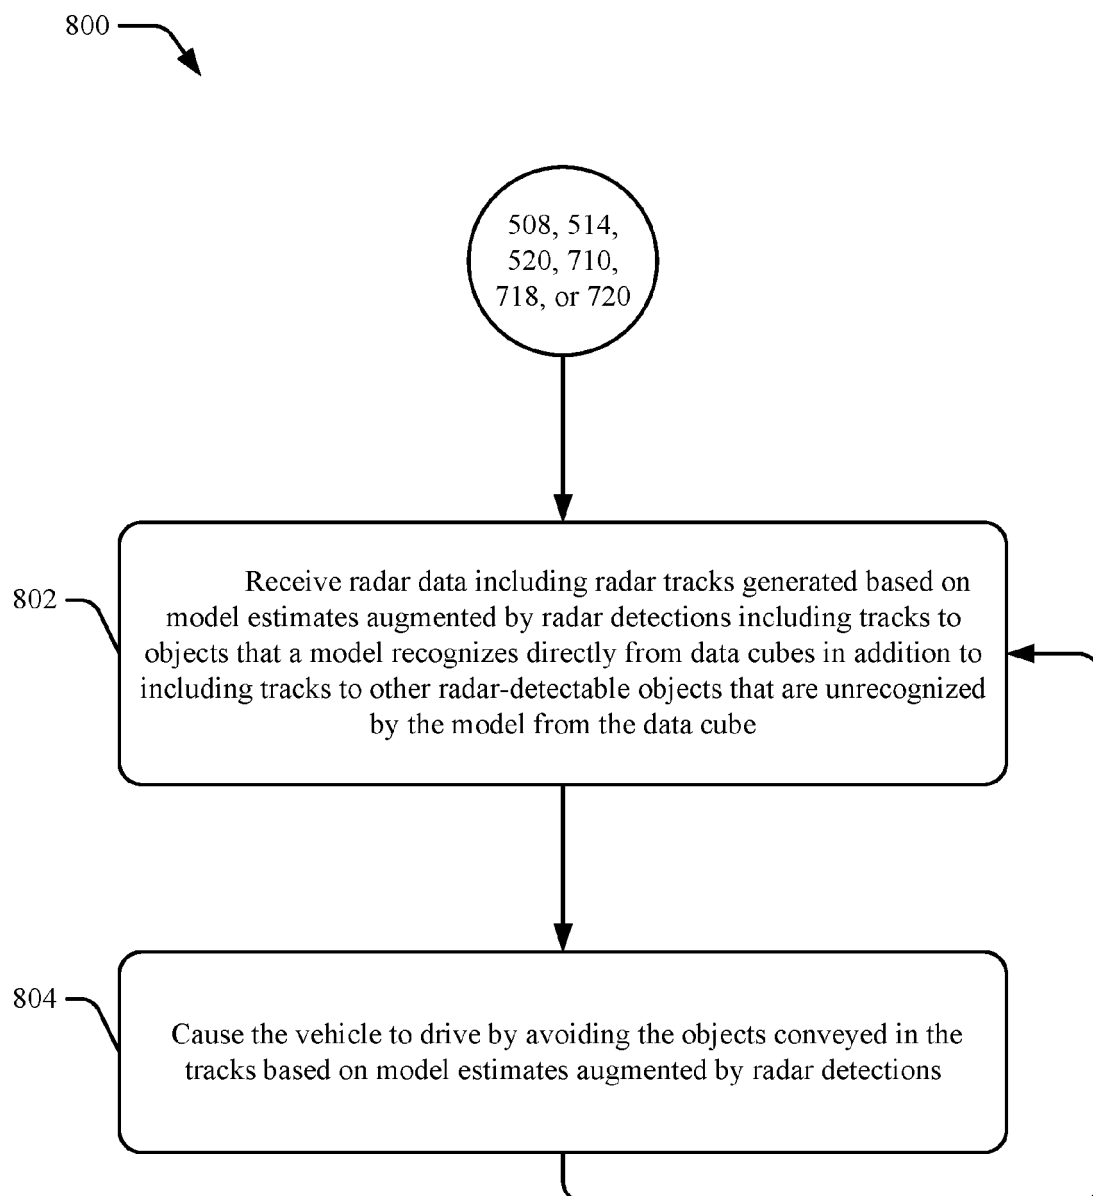 800
508, 514,
520, 710,
718, or 720
802
Receive radar data including radar tracks generated based on
model estimates augmented by radar detections including tracks to
objects that a model recognizes directly from data cubes in addition to
including tracks to other radar-detectable objects that are unrecognized
by the model from the data cube
804
Cause the vehicle to drive by avoiding the objects conveyed in the
tracks based on model estimates augmented by radar detections